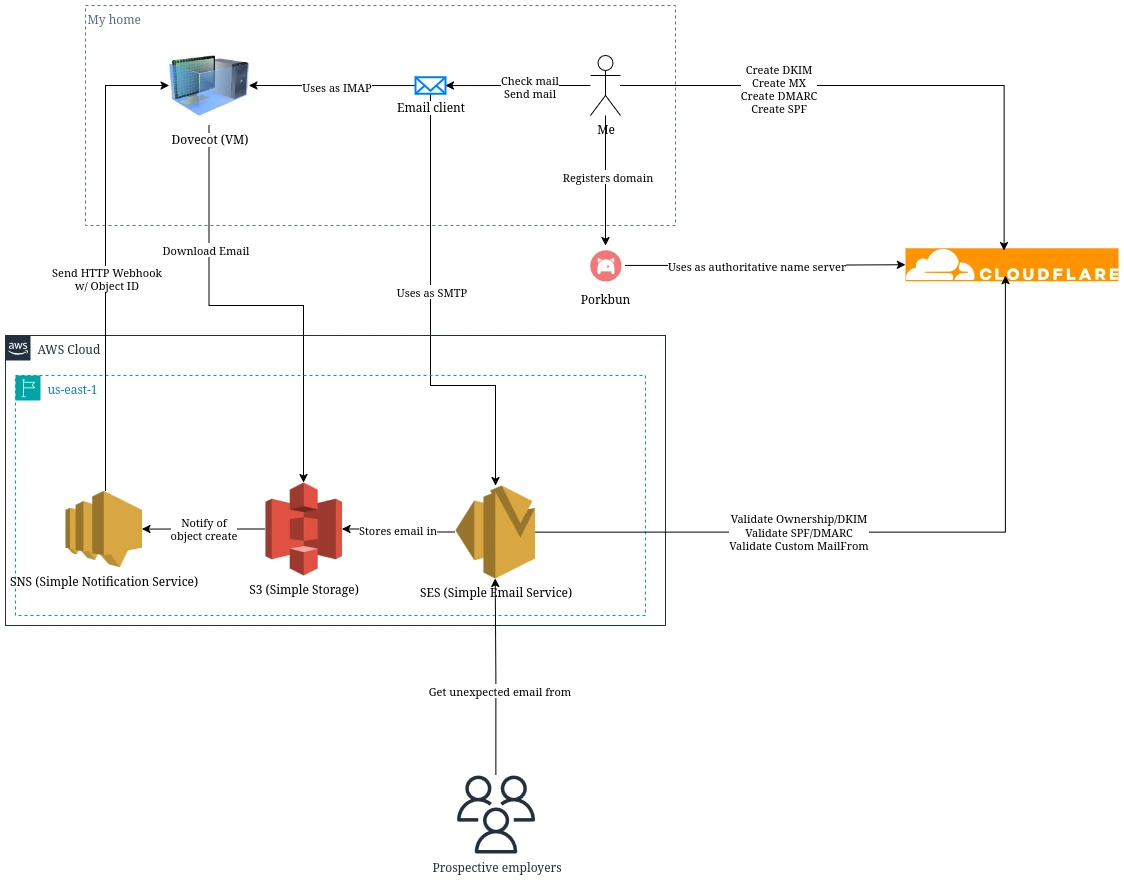 My home
Dovecot (VM)
Uses as IMAP
Email client
Check mail
Send mail
Me
Create DKIM
Create MX
Create DMARC
Create SPF
Registers domain
Download Email
Send HTTP Webhook
w/ Object ID
Uses as SMTP
Porkbun
Uses as authoritative name server
CLOUDFLARE
aws
AWS Cloud
us-east-1
Notify of
object create
Stores email in
SNS (Simple Notification Service)
S3 (Simple Storage)
SES (Simple Email Service)
Validate Ownership/DKIM
Validate SPF/DMARC
Validate Custom MailFrom
Get unexpected email from
Prospective employers